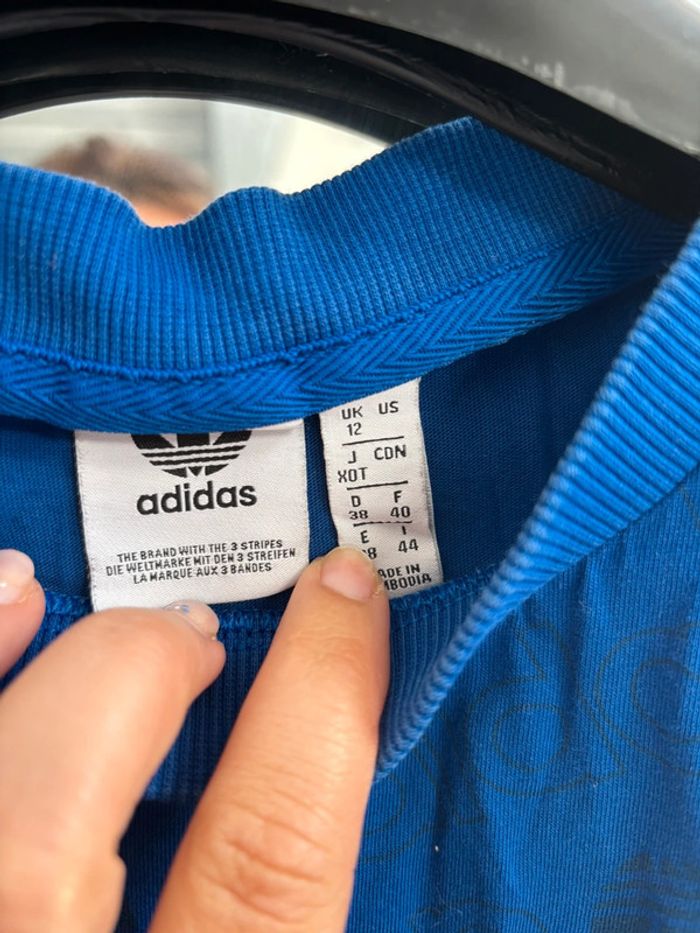 adidas
THE BRAND WITH THE 3 STRIPES
DIE WELTMARKE MIT DEN 3 STREIFEN
LA MARQUE AUX 3 BANDES
UK US
12
J CDN
XOT
D F
38 40
E I
44